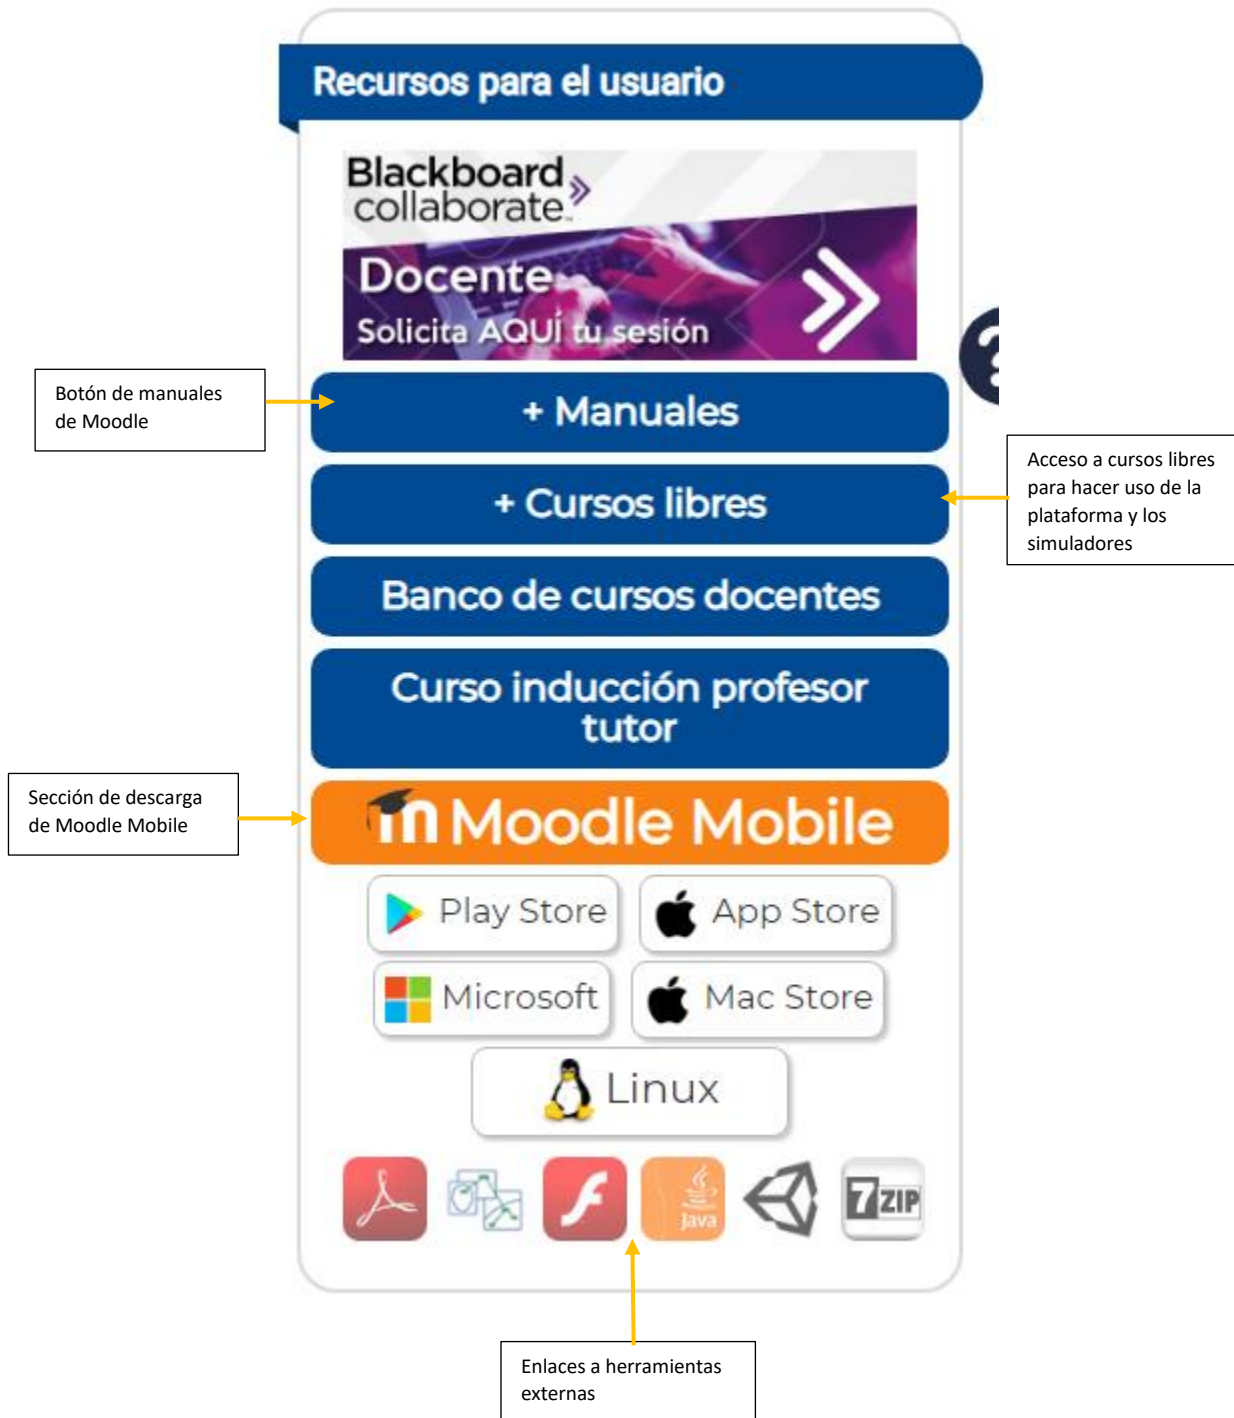 Recursos para el usuario
Blackboard
collaborate™
Docente
Solicita AQUÍ tu sesión
Botón de manuales
de Moodle
+ Manuales
+ Cursos libres
Acceso a cursos libres
para hacer uso de la
plataforma y los
simuladores
Banco de cursos docentes
Curso inducción profesor
tutor
Sección de descarga
de Moodle Mobile
m Moodle Mobile
Play Store
App Store
Microsoft
Mac Store
Linux
Java
7 ZIP
Enlaces a herramientas
externas